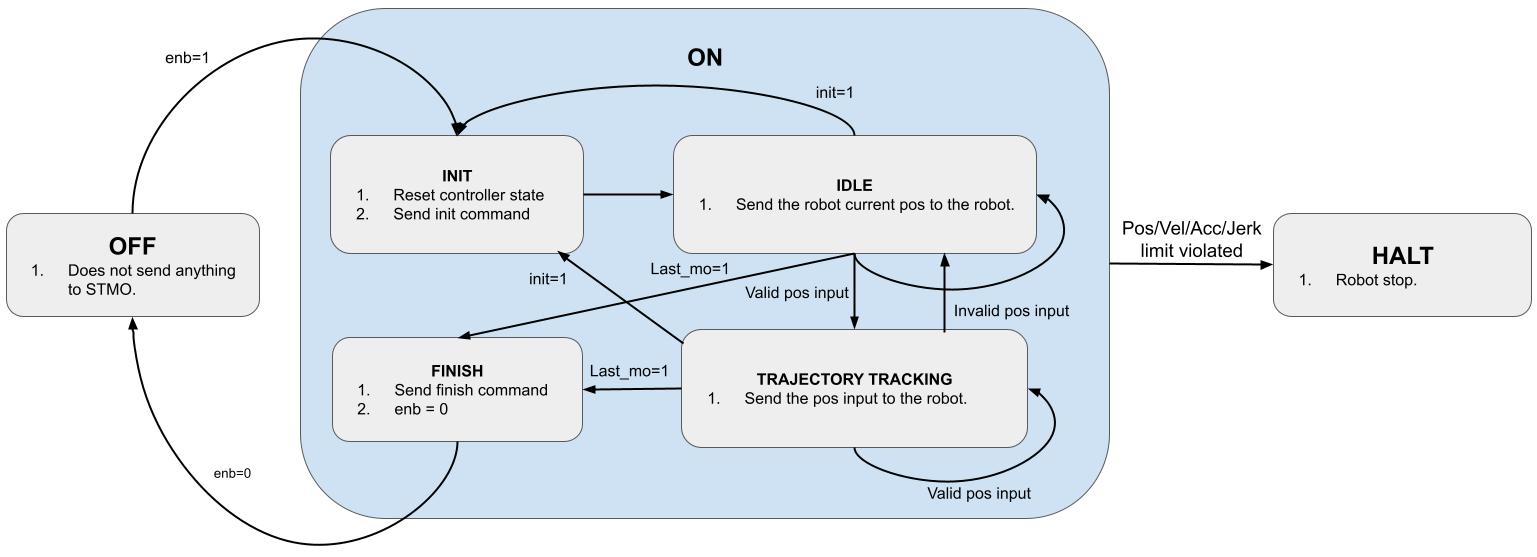 enb=1
ON
init=1
INIT
1. Reset controller state
2. Send init command
IDLE
1. Send the robot current pos to the robot.
OFF
1. Does not send anything
to STMO.
Pos/Vel/Acc/Jerk
limit violated
HALT
1. Robot stop.
init=1
Last_mo=1
Valid pos input
Invalid pos input
FINISH
1. Send finish command
2. enb = 0
Last_mo=1
TRAJECTORY TRACKING
1. Send the pos input to the robot.
enb=0
Valid pos input